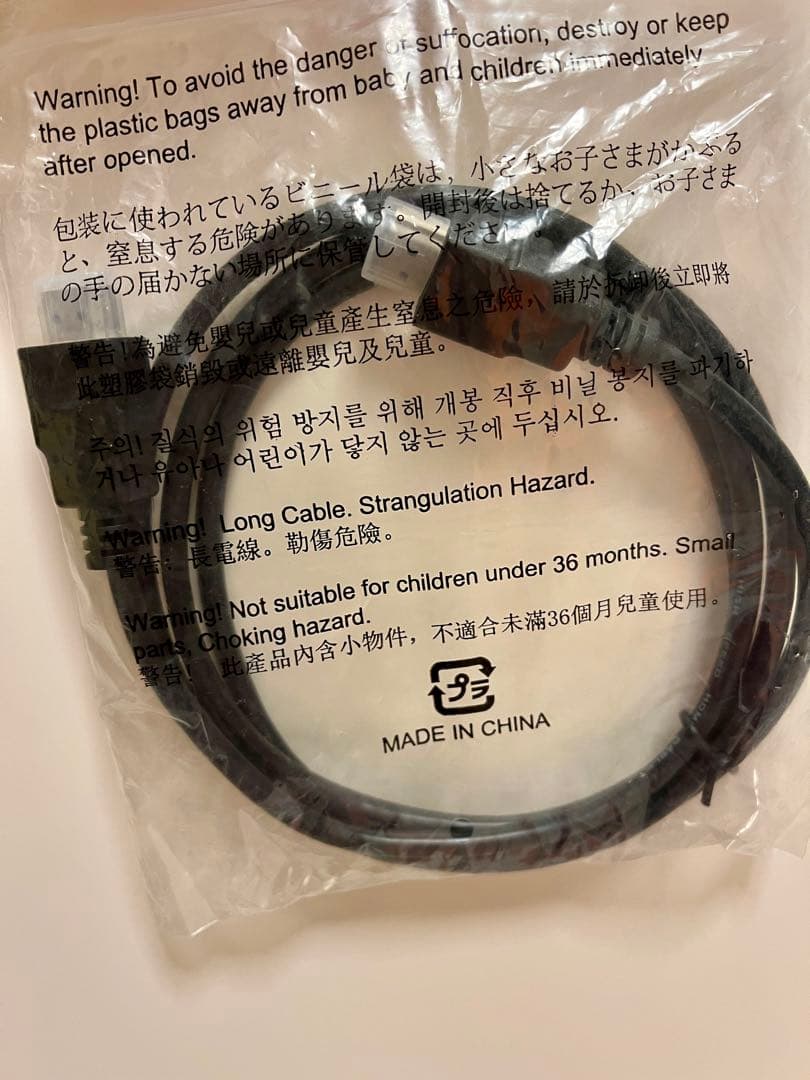 Warning! To avoid the danger of suffocation, destroy or keep
the plastic bags away from baby and children immediately
after opened.
包装に使われているビニール袋は，小さなお子さまがかぶる
と、窒息する危険があります。開封後は捨てるか、お子さま
の手の届かない場所に保管してください。
警告!為避免嬰兒或兒童產生窒息之危險，請於拆卸後立即將
此塑膠袋銷毀或遠離嬰兒及兒童。
주의! 질식의 위험 방지를 위해 개봉 직후 비닐 봉지를 파기하
거나 유아나 어린이가 닿지 않는 곳에 두십시오.
Warning! Long Cable. Strangulation Hazard.
警告：長電線。勒傷危險。
Warning! Not suitable for children under 36 months. Small
parts, Choking hazard.
警告! 此產品內含小物件，不適合未滿36個月兒童使用。
プラ
MADE IN CHINA